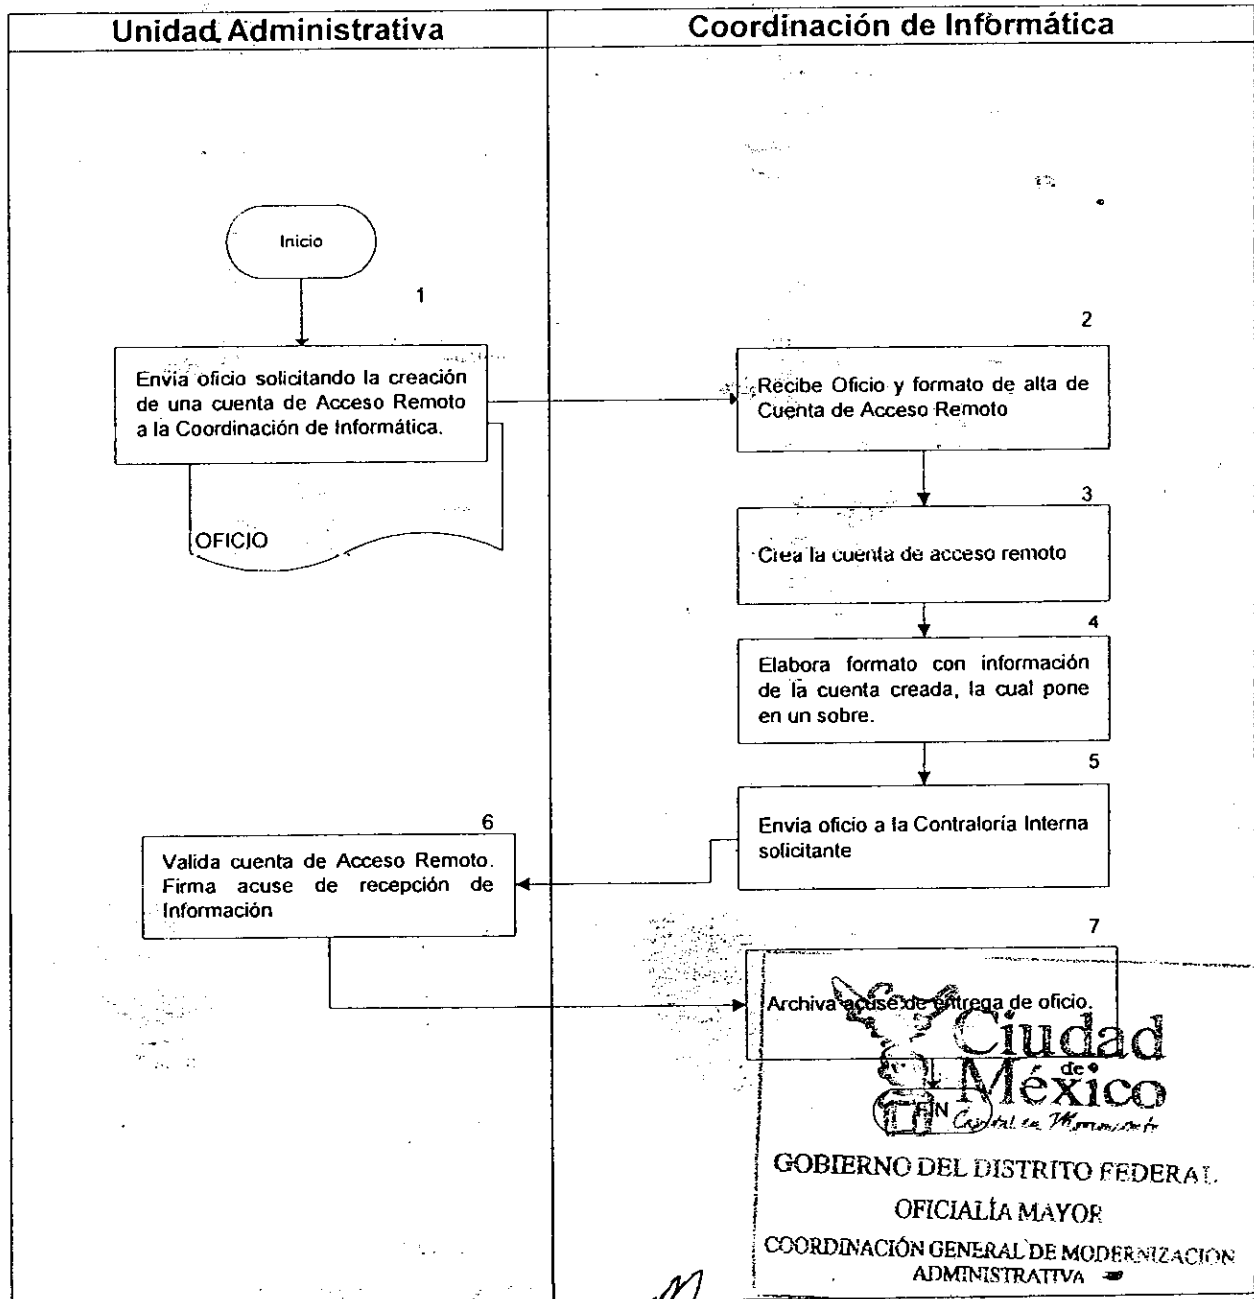 Unidad Administrativa
Coordinación de Informática
Inicio
1
Envia oficio solicitando la creación
de una cuenta de Acceso Remoto
a la Coordinación de Informática.
OFICIO
2
Recibe Oficio y formato de alta de
Cuenta de Acceso Remoto
3
Crea la cuenta de acceso remoto
4
Elabora formato con información
de la cuenta creada, la cual pone
en un sobre.
5
Envia oficio a la Contraloría Interna
solicitante
6
Valida cuenta de Acceso Remoto.
Firma acuse de recepción de
Información
7
Archiva acuse de entrega de oficio.
FIN
Ciudad
de
México
Capital en Movimiento
GOBIERNO DEL DISTRITO FEDERAL
OFICIALÍA MAYOR
COORDINACIÓN GENERAL DE MODERNIZACION
ADMINISTRATIVA